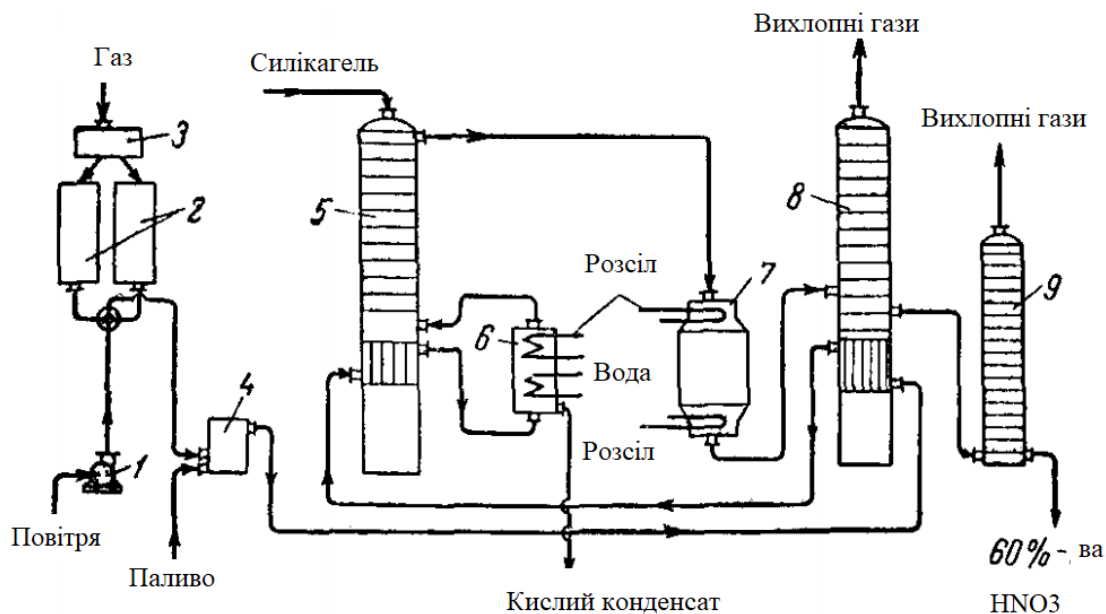 Вихлопні гази
Газ
Силікагель
Вихлопні гази
3
2
5
8
Розсіл
7
9
6
Вода
4
Розсіл
1
Повітря
Паливо
60%-ва
HNO3
Кислий конденсат